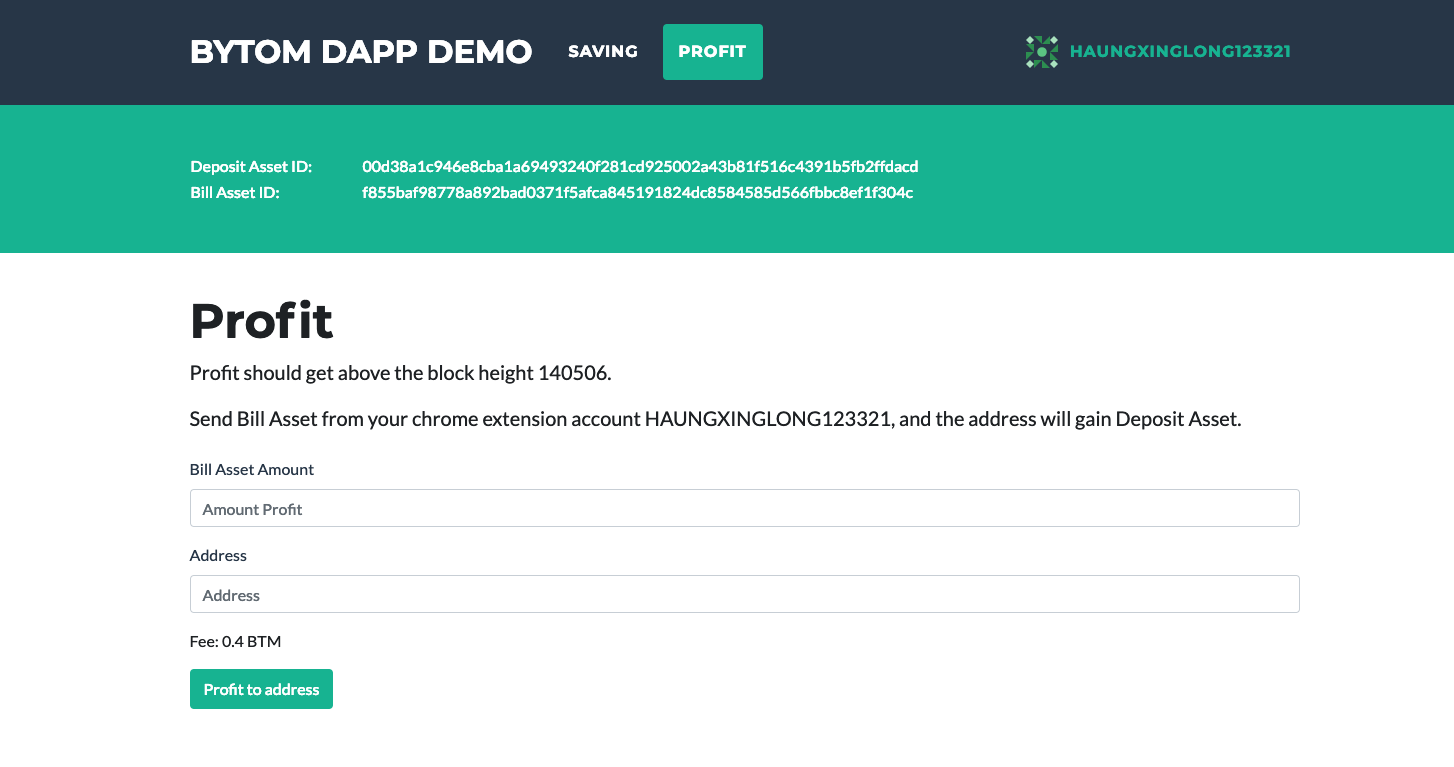 BYTOM DAPP DEMO SAVING PROFIT HAUNGXINGLONG123321
Deposit Asset ID: 00d38a1c946e8cba1a69493240f281cd925002a43b81f516c4391b5fb2ffdacd
Bill Asset ID: f855baf98778a892bad0371f5afca845191824dc8584585d566fbbc8ef1f304c
Profit
Profit should get above the block height 140506.
Send Bill Asset from your chrome extension account HAUNGXINGLONG123321, and the address will gain Deposit Asset.
Bill Asset Amount
Amount Profit
Address
Address
Fee: 0.4 BTM
Profit to address